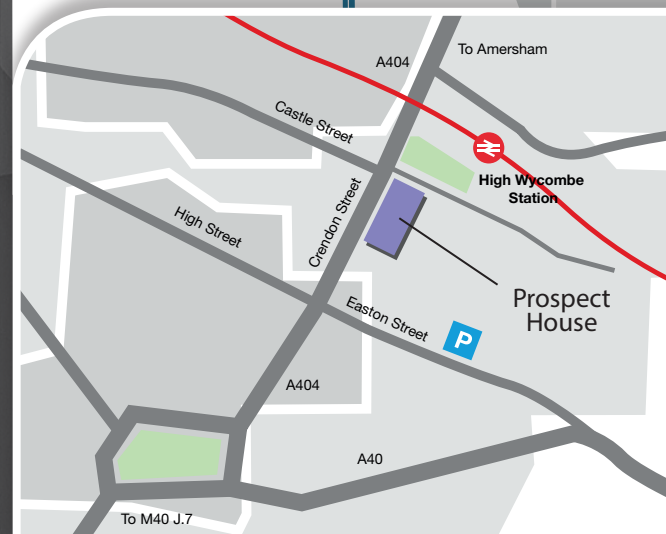 To Amersham
A404
Castle Street
High Wycombe
Station
Crendon Street
High Street
Prospect
House
Easton Street
P
A404
A40
To M40 J.7